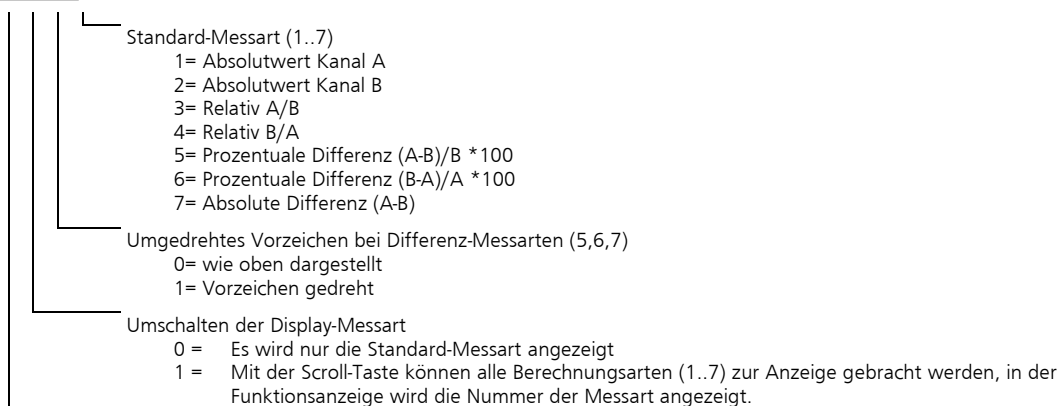 Standard-Messart (1..7)
1= Absolutwert Kanal A
2= Absolutwert Kanal B
3= Relativ A/B
4= Relativ B/A
5= Prozentuale Differenz (A-B)/B *100
6= Prozentuale Differenz (B-A)/A *100
7= Absolute Differenz (A-B)
Umgedrehtes Vorzeichen bei Differenz-Messarten (5,6,7)
0= wie oben dargestellt
1= Vorzeichen gedreht
Umschalten der Display-Messart
0 = Es wird nur die Standard-Messart angezeigt
1 = Mit der Scroll-Taste können alle Berechnungsarten (1..7) zur Anzeige gebracht werden, in der
Funktionsanzeige wird die Nummer der Messart angezeigt.